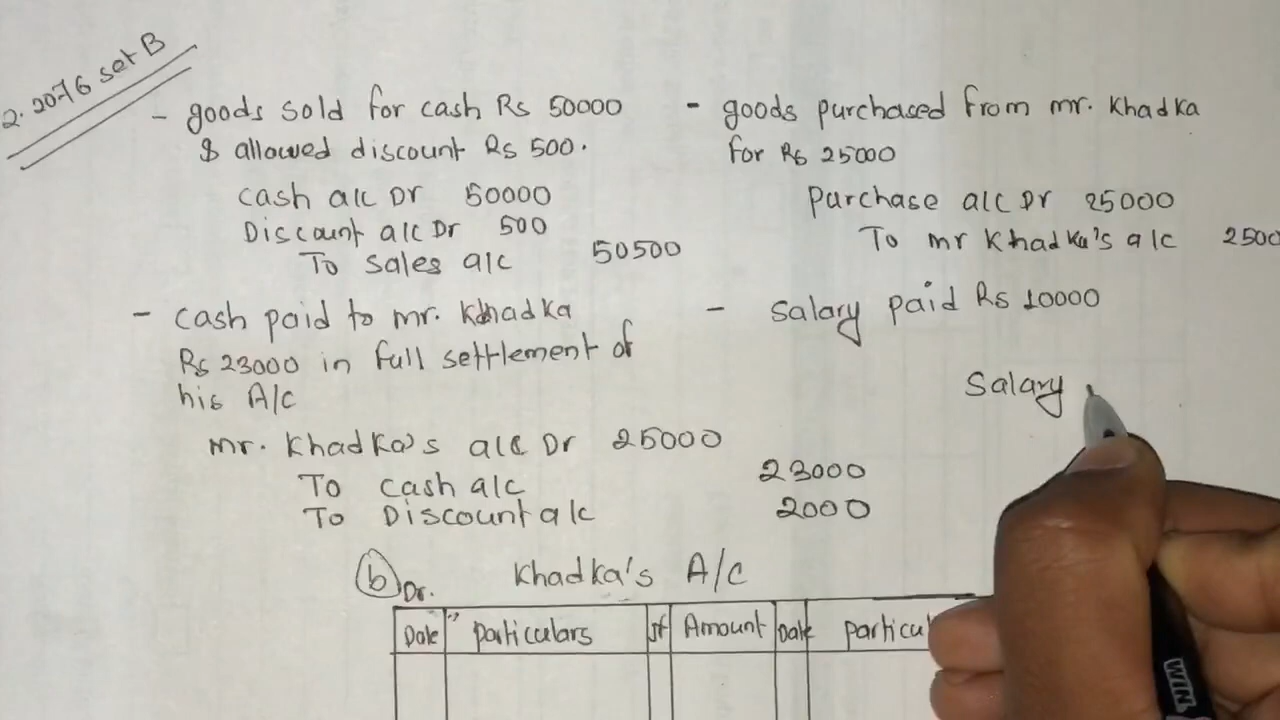 2. 2076 set B
- goods sold for cash Rs 50000
& allowed discount Rs 500.
cash a/c Dr 50000
Discount a/c Dr 500
To sales a/c 50500
- goods purchased from mr. Khadka
for Rs 25000
Purchase a/c Dr 25000
To mr Khadka's a/c 2500
- cash paid to mr. Khadka
Rs 23000 in full settlement of
his A/C
mr. Khadka's a/c Dr 25000
To cash a/c 23000
To Discount a/c 2000
- Salary paid Rs 10000
Salary
(b) Dr. Khadka's A/C
Date particulars Jf Amount Date particu
WIN